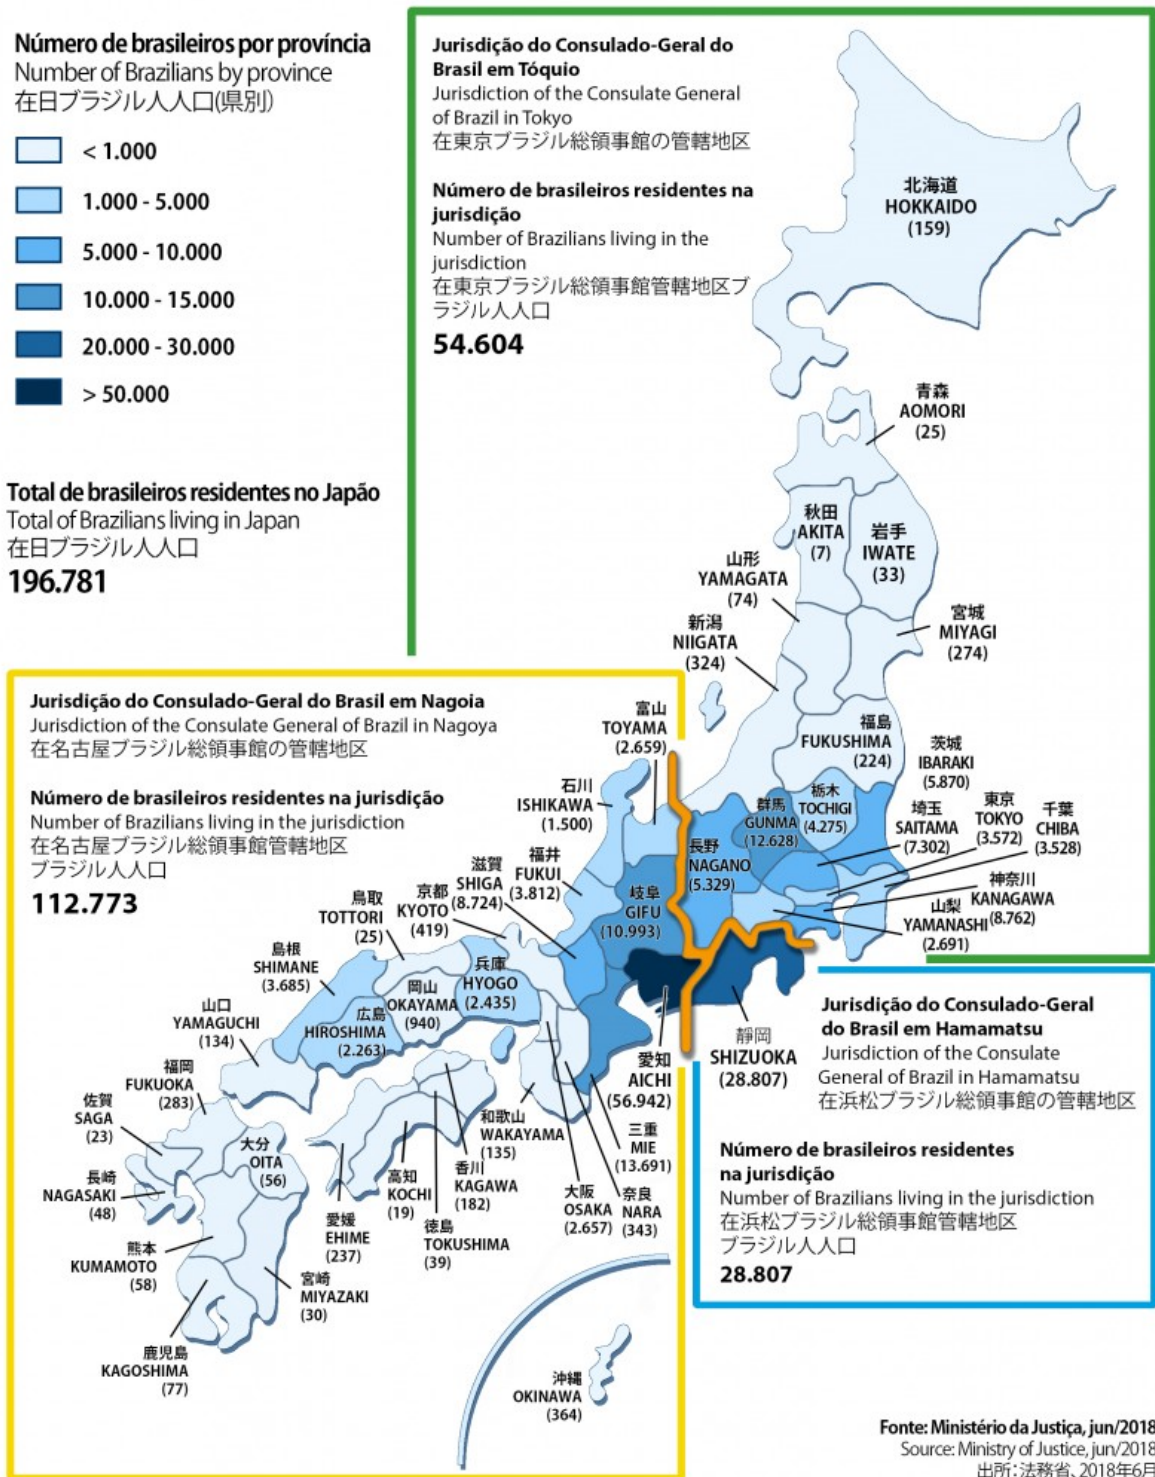 Número de brasileiros por província
Number of Brazilians by province
在日ブラジル人人口(県別)
< 1.000
1.000 - 5.000
5.000 - 10.000
10.000 - 15.000
20.000 - 30.000
> 50.000
Total de brasileiros residentes no Japão
Total of Brazilians living in Japan
在日ブラジル人人口
196.781
Jurisdição do Consulado-Geral do
Brasil em Tóquio
Jurisdiction of the Consulate General
of Brazil in Tokyo
在東京ブラジル総領事館の管轄地区
Número de brasileiros residentes na
jurisdição
Number of Brazilians living in the
jurisdiction
在東京ブラジル総領事館管轄地区ブ
ラジル人人口
54.604
北海道
HOKKAIDO
(159)
青森
AOMORI
(25)
秋田
AKITA
(7)
岩手
IWATE
(33)
山形
YAMAGATA
(74)
宮城
MIYAGI
(274)
新潟
NIIGATA
(324)
福島
FUKUSHIMA
(224)
茨城
IBARAKI
(5.870)
栃木
TOCHIGI
(4.275)
群馬
GUNMA
(12.628)
埼玉
SAITAMA
(7.302)
東京
TOKYO
(3.572)
千葉
CHIBA
(3.528)
長野
NAGANO
(5.329)
神奈川
KANAGAWA
(8.762)
山梨
YAMANASHI
(2.691)
Jurisdição do Consulado-Geral do Brasil em Nagoia
Jurisdiction of the Consulate General of Brazil in Nagoya
在名古屋ブラジル総領事館の管轄地区
Número de brasileiros residentes na jurisdição
Number of Brazilians living in the jurisdiction
在名古屋ブラジル総領事館管轄地区
ブラジル人人口
112.773
富山
TOYAMA
(2.659)
石川
ISHIKAWA
(1.500)
福井
FUKUI
(3.812)
滋賀
SHIGA
(8.724)
岐阜
GIFU
(10.993)
京都
KYOTO
(419)
鳥取
TOTTORI
(25)
島根
SHIMANE
(3.685)
兵庫
HYOGO
(2.435)
岡山
OKAYAMA
(940)
広島
HIROSHIMA
(2.263)
山口
YAMAGUCHI
(134)
福岡
FUKUOKA
(283)
佐賀
SAGA
(23)
大分
OITA
(56)
長崎
NAGASAKI
(48)
熊本
KUMAMOTO
(58)
宮崎
MIYAZAKI
(30)
鹿児島
KAGOSHIMA
(77)
愛媛
EHIME
(237)
高知
KOCHI
(19)
徳島
TOKUSHIMA
(39)
香川
KAGAWA
(182)
和歌山
WAKAYAMA
(135)
大阪
OSAKA
(2.657)
奈良
NARA
(343)
三重
MIE
(13.691)
愛知
AICHI
(56.942)
沖縄
OKINAWA
(364)
静岡
SHIZUOKA
(28.807)
Jurisdição do Consulado-Geral
do Brasil em Hamamatsu
Jurisdiction of the Consulate
General of Brazil in Hamamatsu
在浜松ブラジル総領事館の管轄地区
Número de brasileiros residentes
na jurisdição
Number of Brazilians living in the jurisdiction
在浜松ブラジル総領事館管轄地区
ブラジル人人口
28.807
Fonte: Ministério da Justiça, jun/2018
Source: Ministry of Justice, jun/2018
出所:法務省、2018年6月